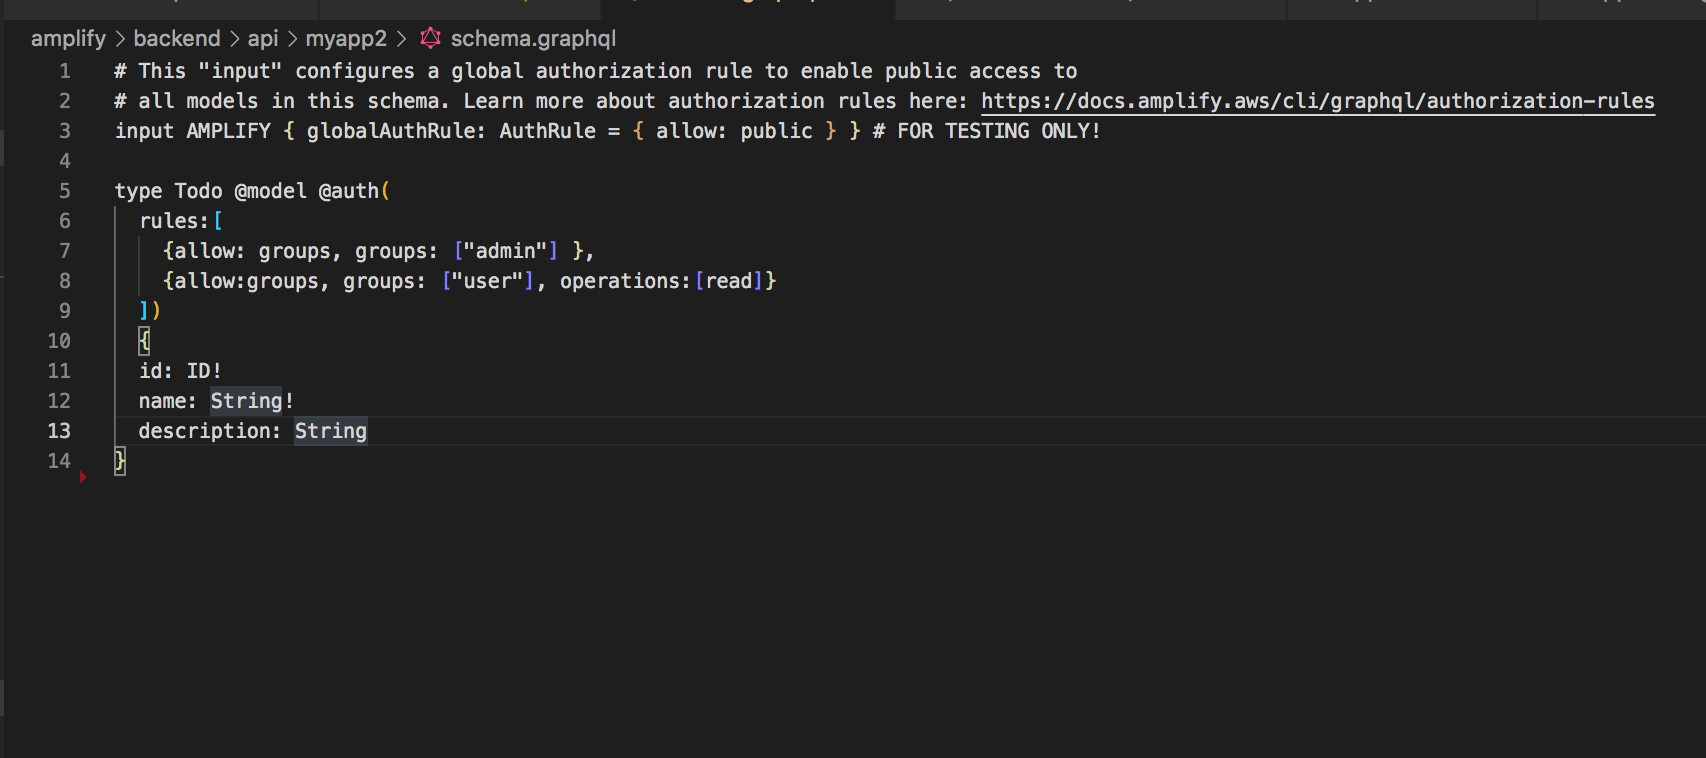 amplify > backend > api > myapp2 > schema.graphql
1 # This "input" configures a global authorization rule to enable public access to
2 # all models in this schema. Learn more about authorization rules here: https://docs.amplify.aws/cli/graphql/authorization-rules
3 input AMPLIFY { globalAuthRule: AuthRule = { allow: public } } # FOR TESTING ONLY!
4
5 type Todo @model @auth(
6   rules:[
7     {allow: groups, groups: ["admin"] },
8     {allow:groups, groups: ["user"], operations:[read]}
9   ])
10   {
11   id: ID!
12   name: String!
13   description: String
14 }